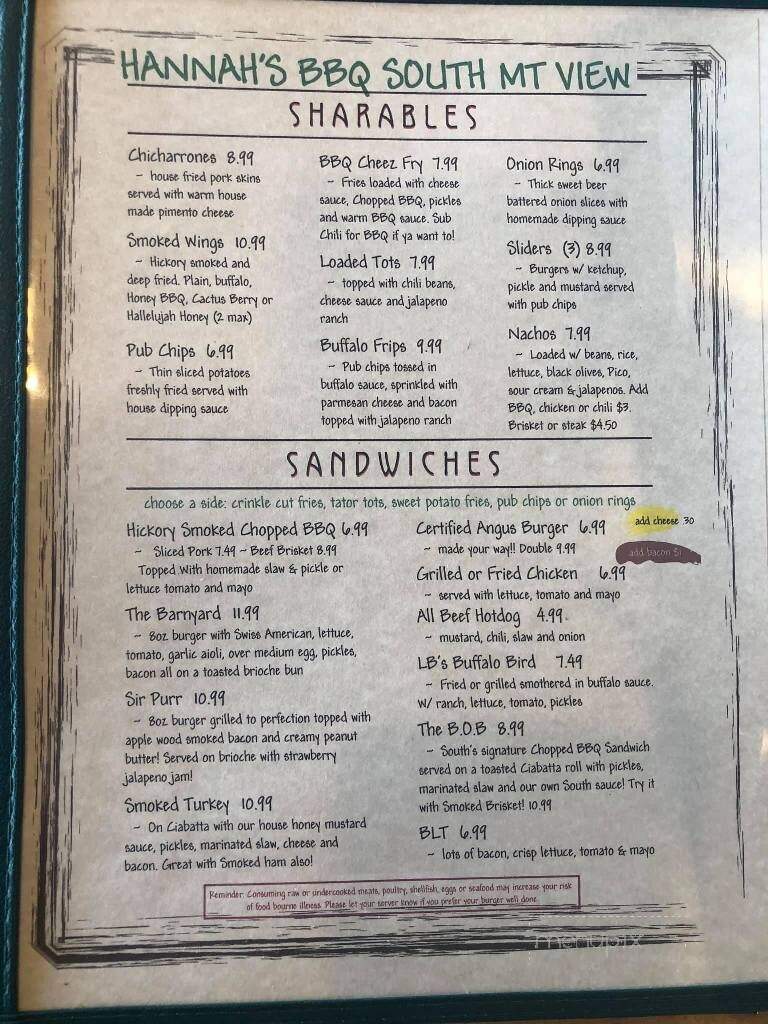 HANNAH'S BBQ SOUTH MT VIEW
SHARABLES
Chicharrones 8.99
~ house fried pork skins
served with warm house
made pimento cheese
Smoked Wings 10.99
~ Hickory smoked and
deep fried. Plain, buffalo,
Honey BBQ, Cactus Berry or
Hallelujah Honey (2 max)
Pub Chips 6.99
~ Thin sliced potatoes
freshly fried served with
house dipping sauce
BBQ Cheez Fry 7.99
~ Fries loaded with cheese
sauce, Chopped BBQ, pickles
and warm BBQ sauce. Sub
Chili for BBQ if ya want to!
Loaded Tots 7.99
~ topped with chili beans,
cheese sauce and jalapeno
ranch
Buffalo Frips 9.99
~ Pub chips tossed in
buffalo sauce, sprinkled with
parmesan cheese and bacon
topped with jalapeno ranch
Onion Rings 6.99
~ Thick sweet beer
battered onion slices with
homemade dipping sauce
Sliders (3) 8.99
~ Burgers w/ ketchup,
pickle and mustard served
with pub chips
Nachos 7.99
~ Loaded w/ beans, rice,
lettuce, black olives, Pico,
sour cream & jalapenos. Add
BBQ, chicken or chili $3.
Brisket or steak $4.50
SANDWICHES
choose a side: crinkle cut fries, tator tots, sweet potato fries, pub chips or onion rings
Hickory Smoked Chopped BBQ 6.99
~ Sliced Pork 7.49 ~ Beef Brisket 8.99
Topped With homemade slaw & pickle or
lettuce tomato and mayo
The Barnyard 11.99
~ 8oz burger with Swiss American, lettuce,
tomato, garlic aioli, over medium egg, pickles,
bacon all on a toasted brioche bun
Sir Purr 10.99
~ 8oz burger grilled to perfection topped with
apple wood smoked bacon and creamy peanut
butter! Served on brioche with strawberry
jalapeno jam!
Smoked Turkey 10.99
~ On Ciabatta with our house honey mustard
sauce, pickles, marinated slaw, cheese and
bacon. Great with Smoked ham also!
Certified Angus Burger 6.99
add cheese .30
~ made your way!! Double 9.99
add bacon $1
Grilled or Fried Chicken 6.99
~ served with lettuce, tomato and mayo
All Beef Hotdog 4.99
~ mustard, chili, slaw and onion
LB's Buffalo Bird 7.49
~ Fried or grilled smothered in buffalo sauce.
W/ ranch, lettuce, tomato, pickles
The B.O.B 8.99
~ South's signature Chopped BBQ Sandwich
served on a toasted Ciabatta roll with pickles,
marinated slaw and our own South sauce! Try it
with Smoked Brisket! 10.99
BLT 6.99
~ lots of bacon, crisp lettuce, tomato & mayo
Reminder: Consuming raw or undercooked meats, poultry, shellfish, eggs or seafood may increase your risk
of food bourne illness. Please let your server know if you prefer your burger well done.
menupix